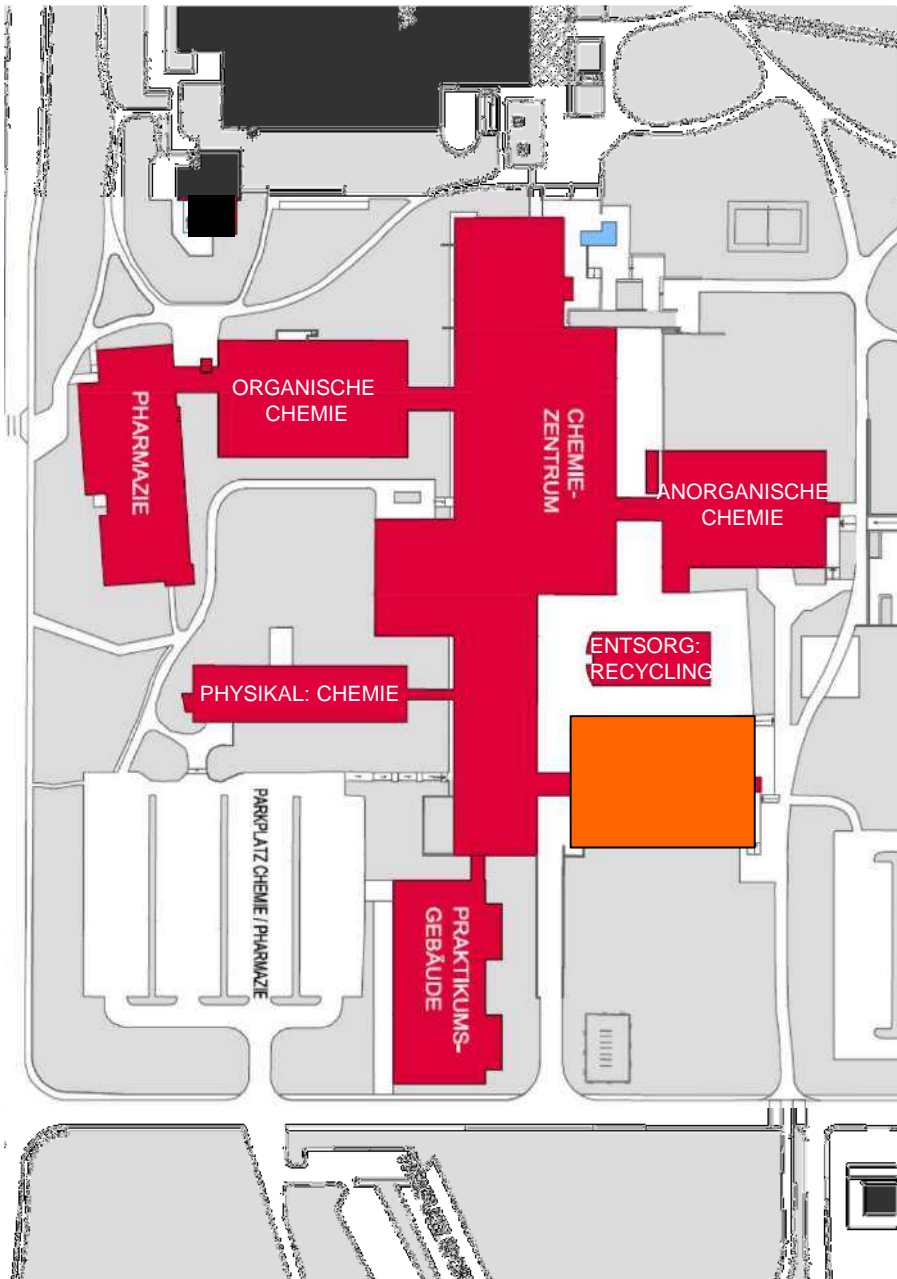 ORGANISCHE
CHEMIE
PHARMAZIE
CHEMIE-
ZENTRUM
ANORGANISCHE
CHEMIE
ENTSORG:
RECYCLING
PHYSIKAL: CHEMIE
PARKPLATZ CHEMIE / PHARMAZIE
PRAKTIKUMS-
GEBÄUDE